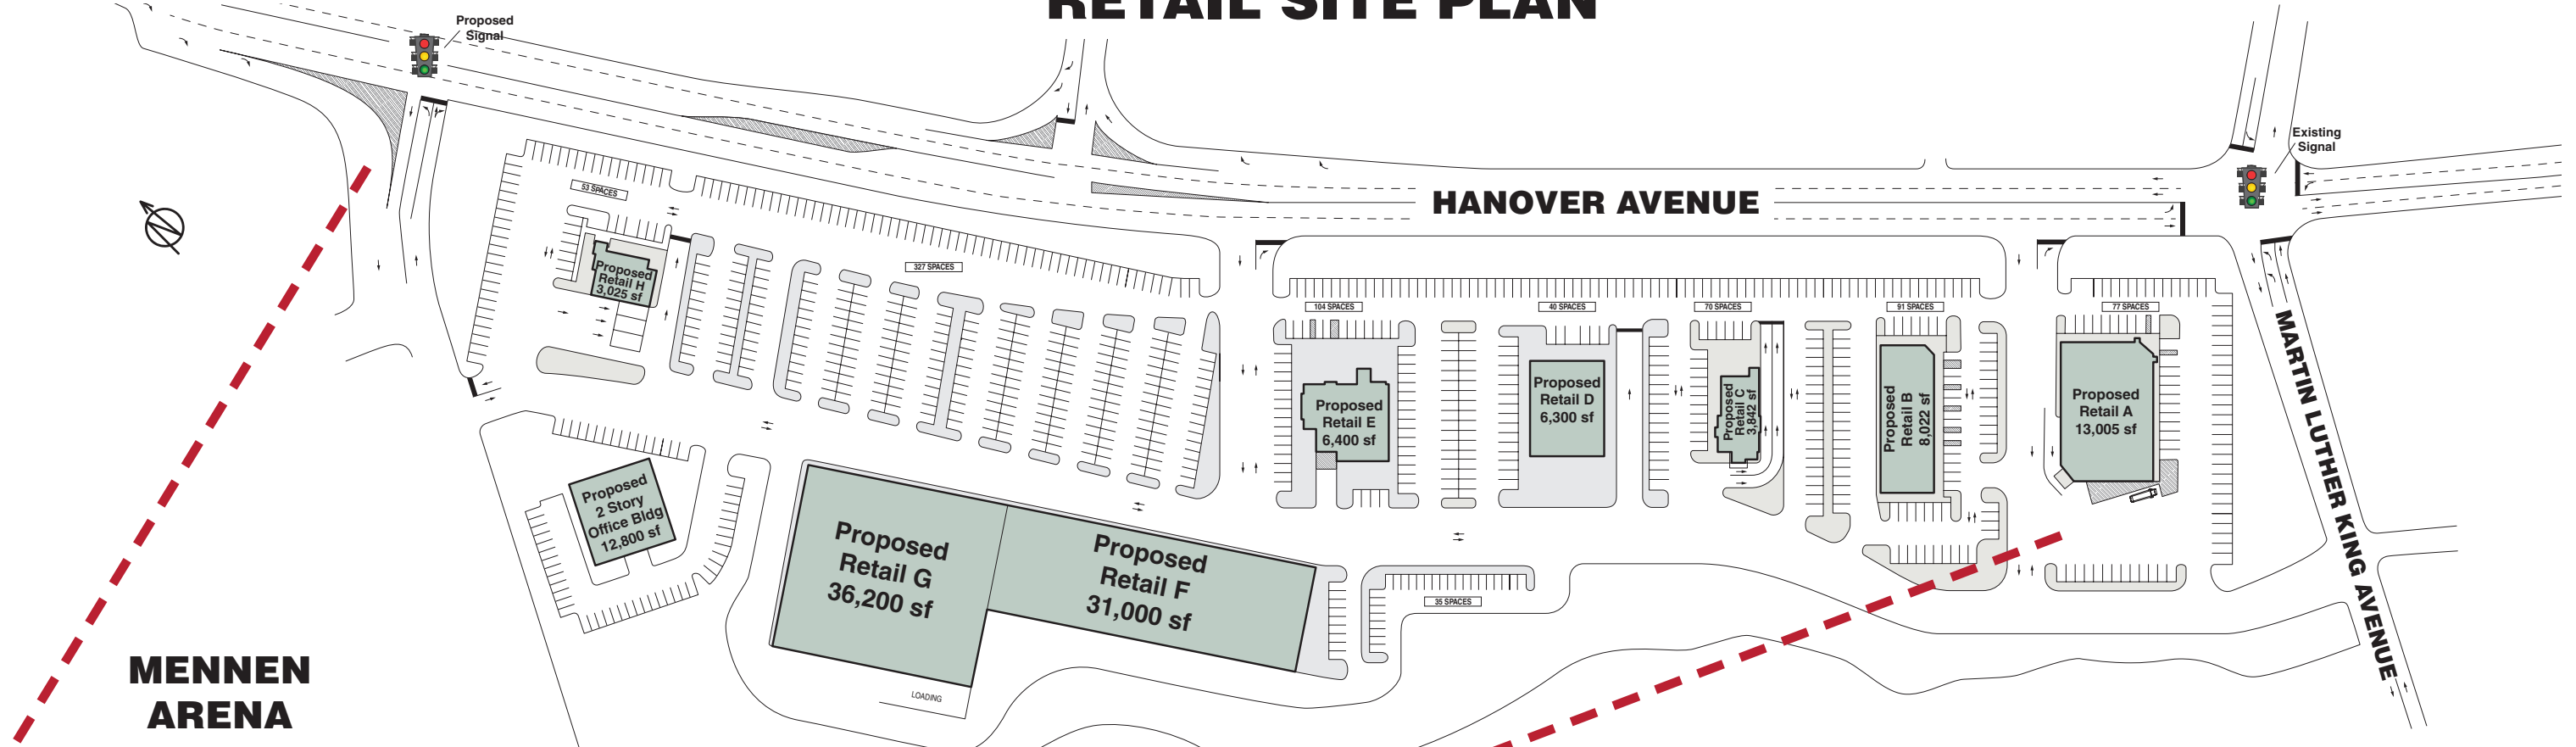 RETAIL SITE PLAN
Proposed
Signal
Existing
Signal
HANOVER AVENUE
53 SPACES
327 SPACES
104 SPACES
40 SPACES
70 SPACES
91 SPACES
77 SPACES
Proposed
Retail H
3,025 sf
Proposed
Retail E
6,400 sf
Proposed
Retail D
6,300 sf
Proposed
Retail C
3,842 sf
Proposed
Retail B
8,022 sf
Proposed
Retail A
13,005 sf
MARTIN LUTHER KING AVENUE
Proposed
2 Story
Office Bldg
12,800 sf
Proposed
Retail G
36,200 sf
Proposed
Retail F
31,000 sf
35 SPACES
LOADING
MENNEN
ARENA